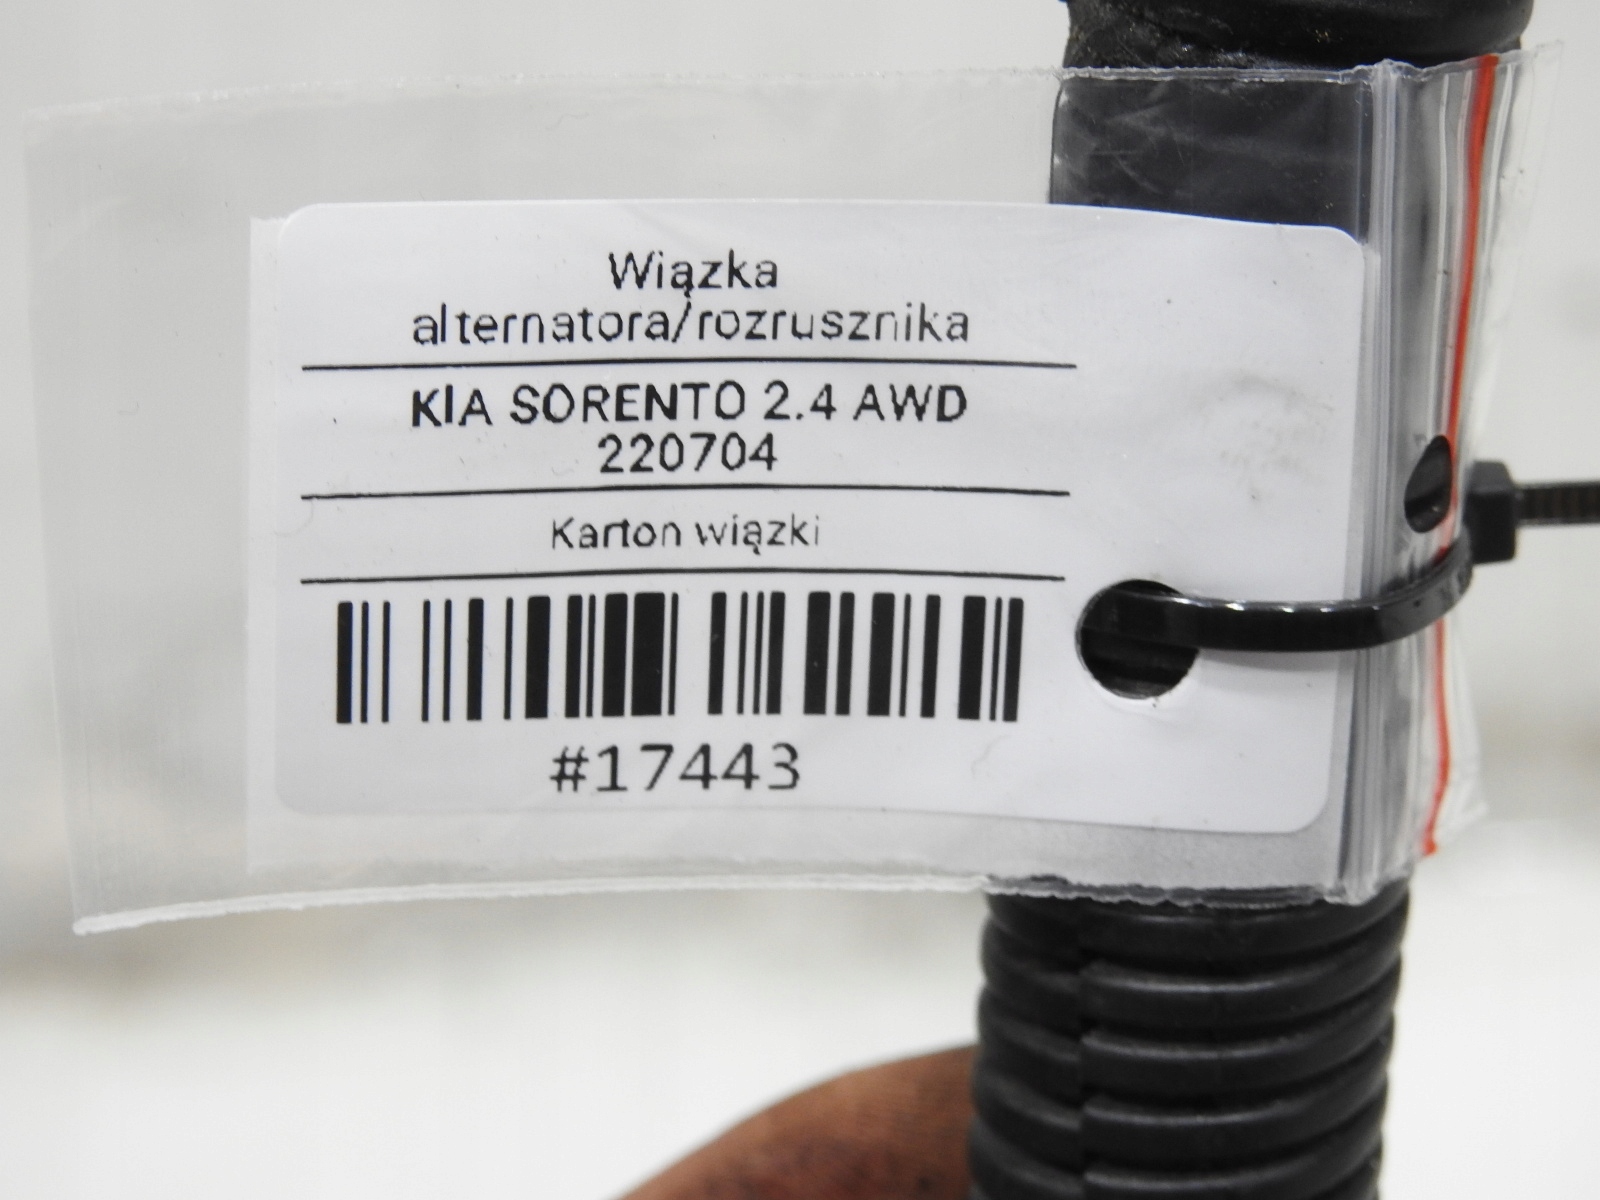 Wiązka
alternatora/rozrusznika
KIA SORENTO 2.4 AWD
220704
Karton wiązki
#17443